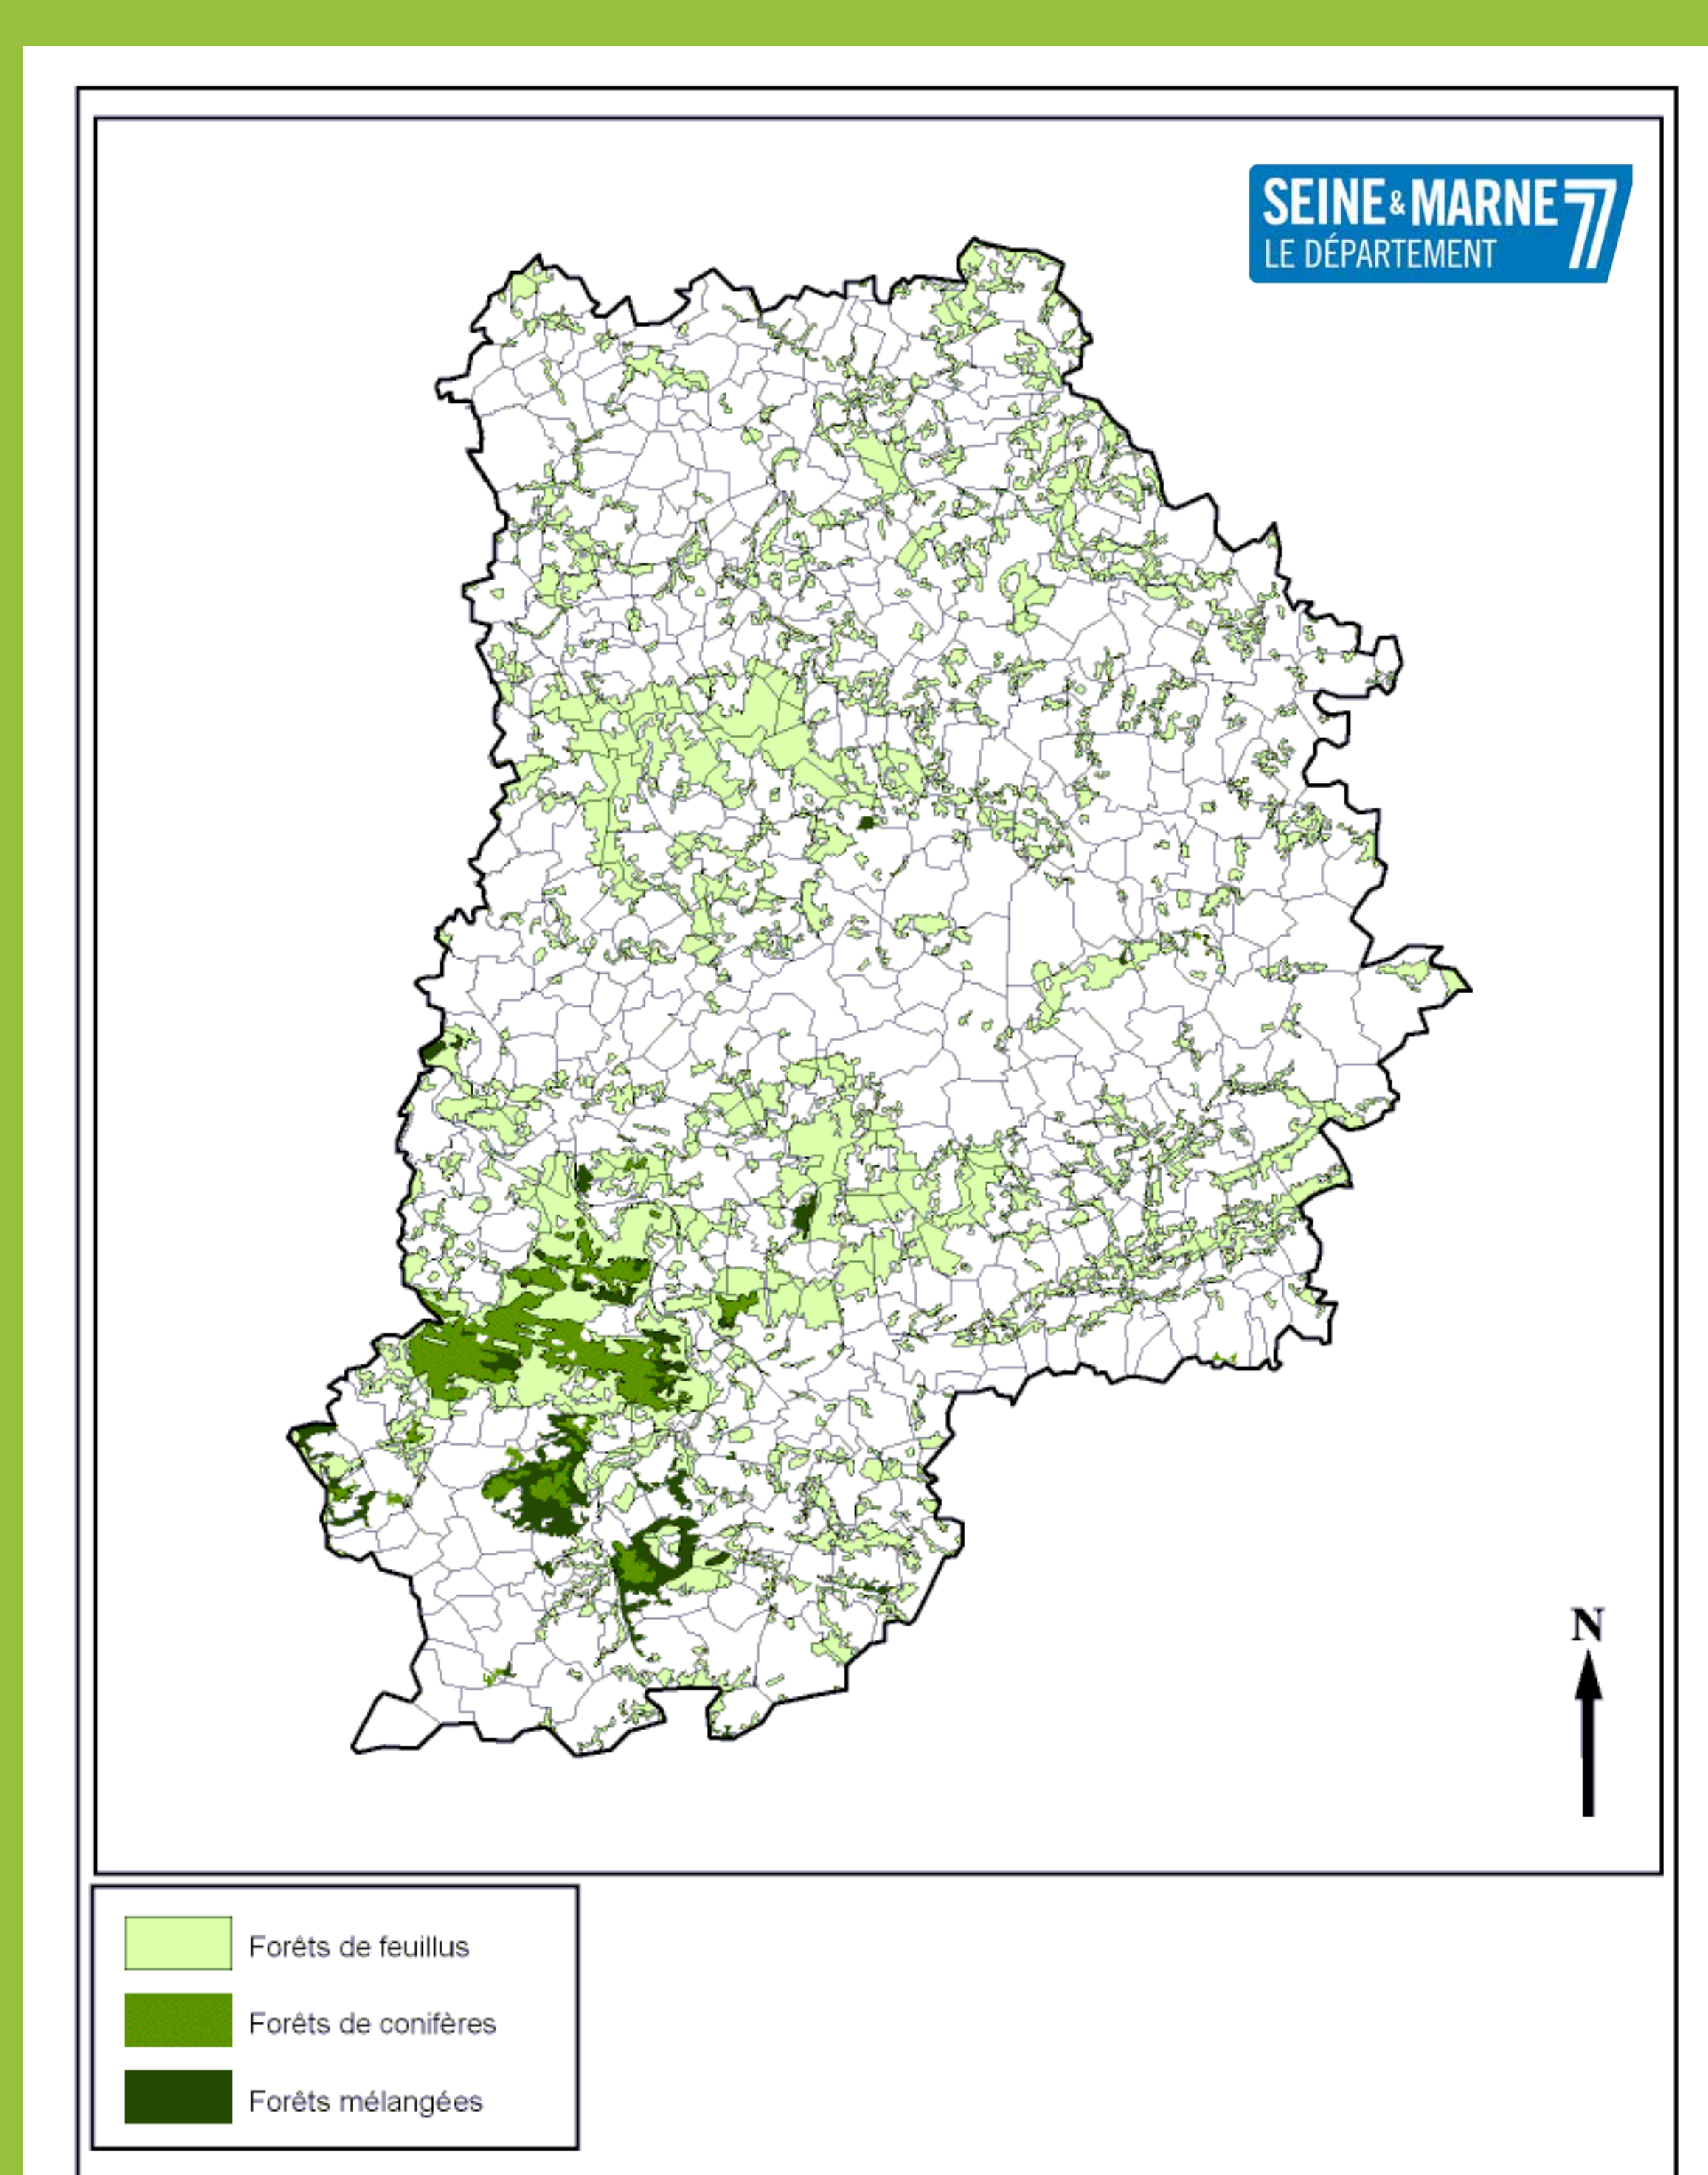 SEINE & MARNE 77
LE DÉPARTEMENT
N
Forêts de feuillus
Forêts de conifères
Forêts mélangées